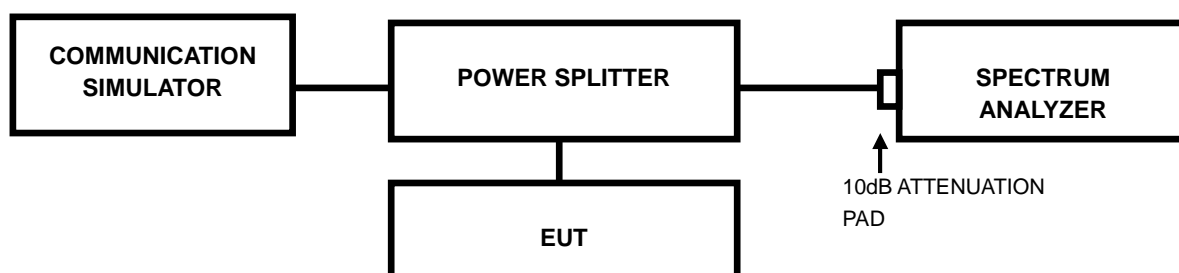 COMMUNICATION
SIMULATOR
POWER SPLITTER
SPECTRUM
ANALYZER
10dB ATTENUATION
PAD
EUT